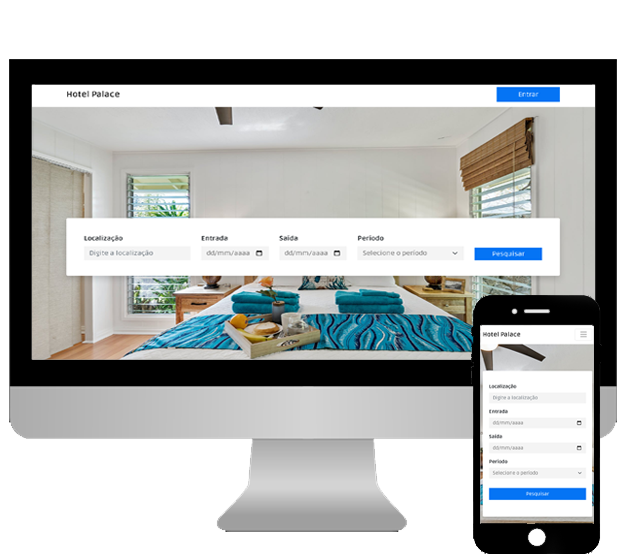 Hotel Palace Entrar
Localização Entrada Saída Período
Digite a localização dd/mm/aaaa dd/mm/aaaa Selecione o período Pesquisar
Hotel Palace
Localização
Digite a localização
Entrada
dd/mm/aaaa
Saída
dd/mm/aaaa
Período
Selecione o período
Pesquisar